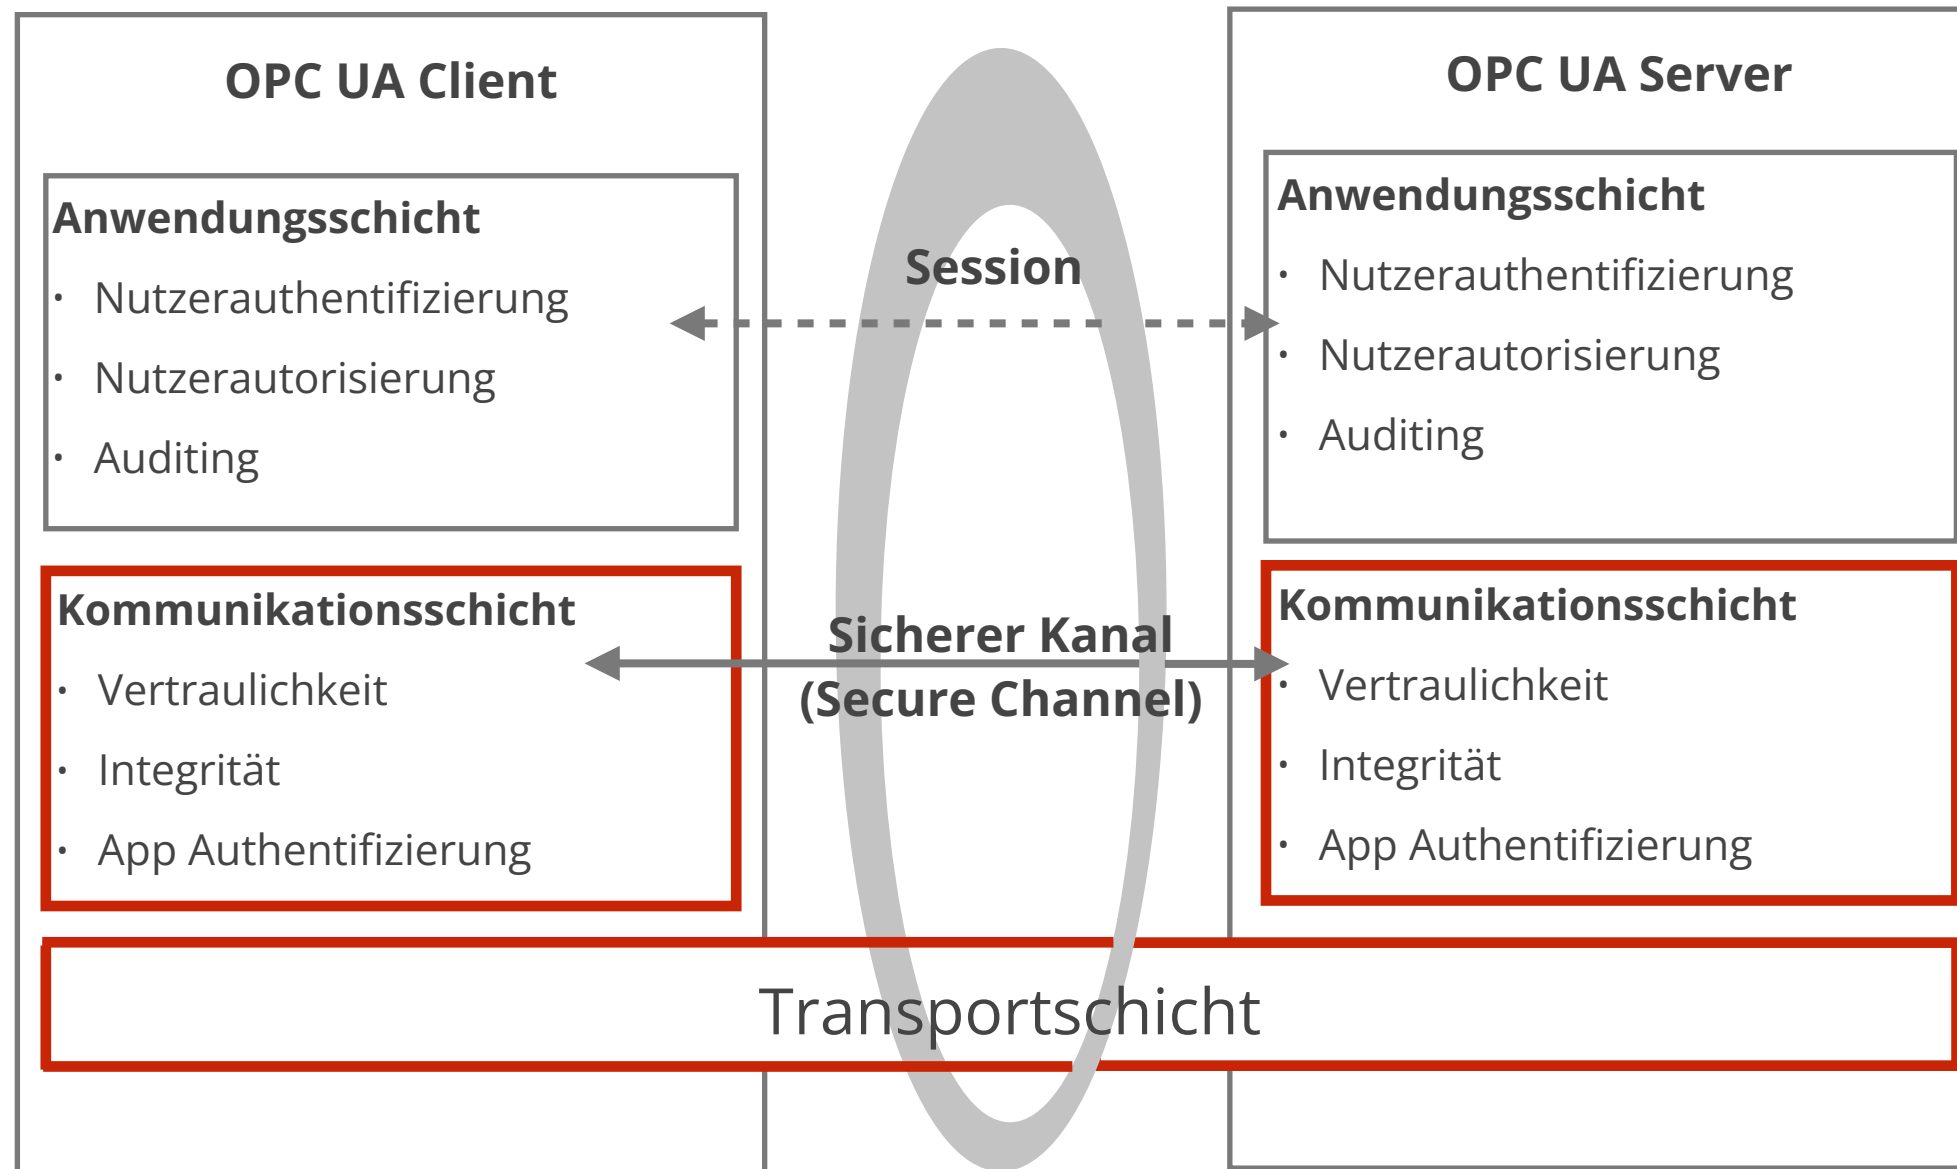 OPC UA Client
Anwendungsschicht
· Nutzerauthentifizierung
· Nutzerautorisierung
· Auditing
Kommunikationsschicht
· Vertraulichkeit
· Integrität
· App Authentifizierung
Session
Sicherer Kanal
(Secure Channel)
OPC UA Server
Anwendungsschicht
· Nutzerauthentifizierung
· Nutzerautorisierung
· Auditing
Kommunikationsschicht
· Vertraulichkeit
· Integrität
· App Authentifizierung
Transportschicht